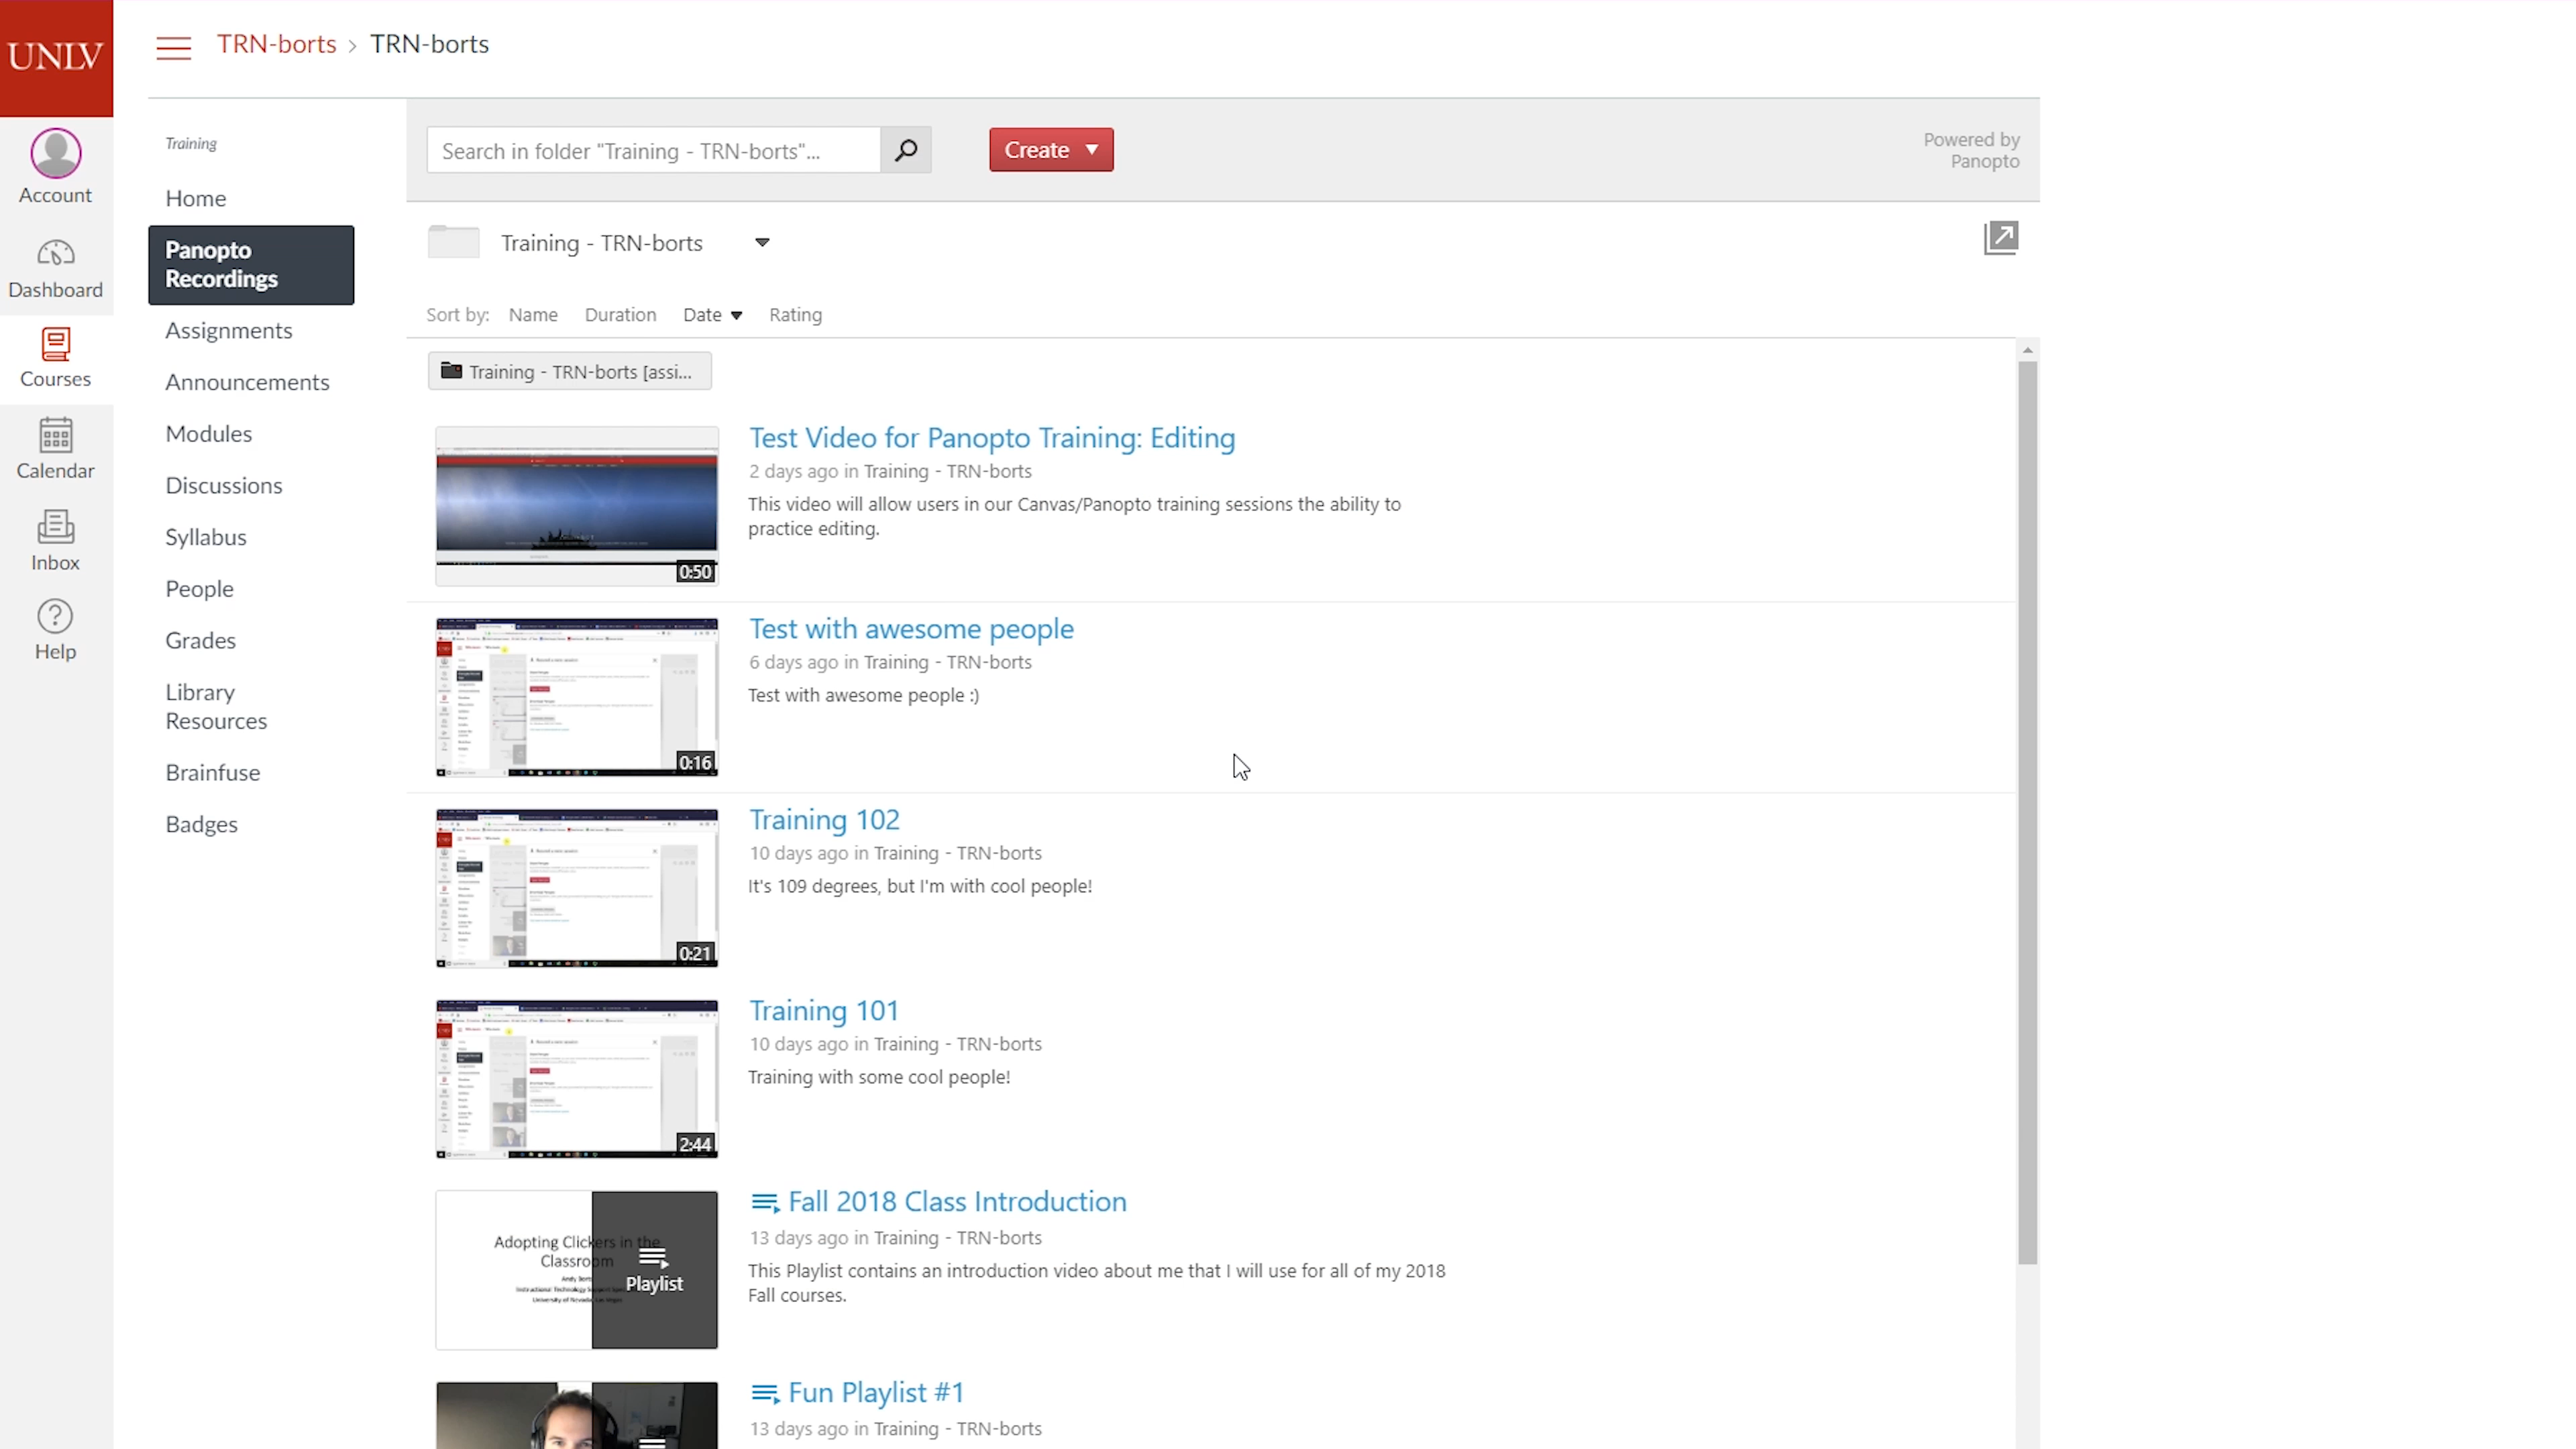 UNLV
TRN-borts › TRN-borts
Account
Dashboard
Courses
Calendar
Inbox
Help
Training
Home
Panopto
Recordings
Assignments
Announcements
Modules
Discussions
Syllabus
People
Grades
Library
Resources
Brainfuse
Badges
Search in folder "Training - TRN-borts"...
Create
Powered by
Panopto
Training - TRN-borts
Sort by: Name Duration Date Rating
Training - TRN-borts [assi...
0:50
Test Video for Panopto Training: Editing
2 days ago in Training - TRN-borts
This video will allow users in our Canvas/Panopto training sessions the ability to
practice editing.
0:16
Test with awesome people
6 days ago in Training - TRN-borts
Test with awesome people :)
0:21
Training 102
10 days ago in Training - TRN-borts
It's 109 degrees, but I'm with cool people!
2:44
Training 101
10 days ago in Training - TRN-borts
Training with some cool people!
Adopting Clickers in the
Classroom
Andy Borts
Playlist
Fall 2018 Class Introduction
13 days ago in Training - TRN-borts
This Playlist contains an introduction video about me that I will use for all of my 2018
Fall courses.
Fun Playlist #1
13 days ago in Training - TRN-borts